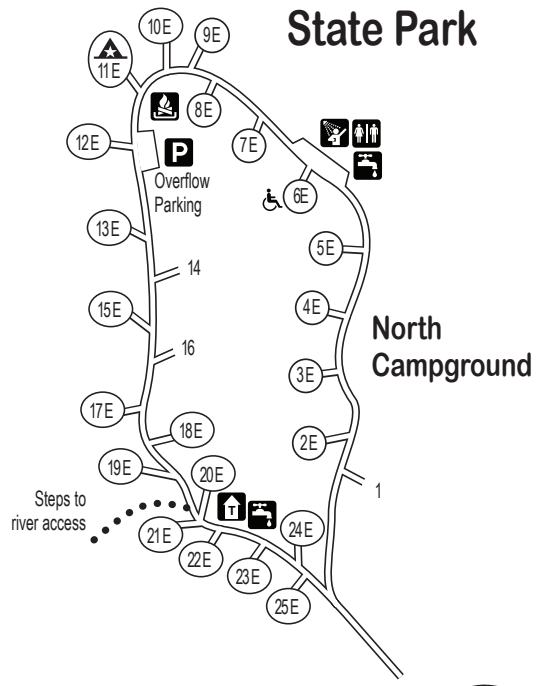 State Park
10E
9E
11E
8E
12E
P
7E
Overflow
Parking
6E
13E
5E
14
4E
15E
North
Campground
16
3E
17E
18E
2E
19E
20E
1
Steps to
river access
T
21E
24E
22E
23E
25E